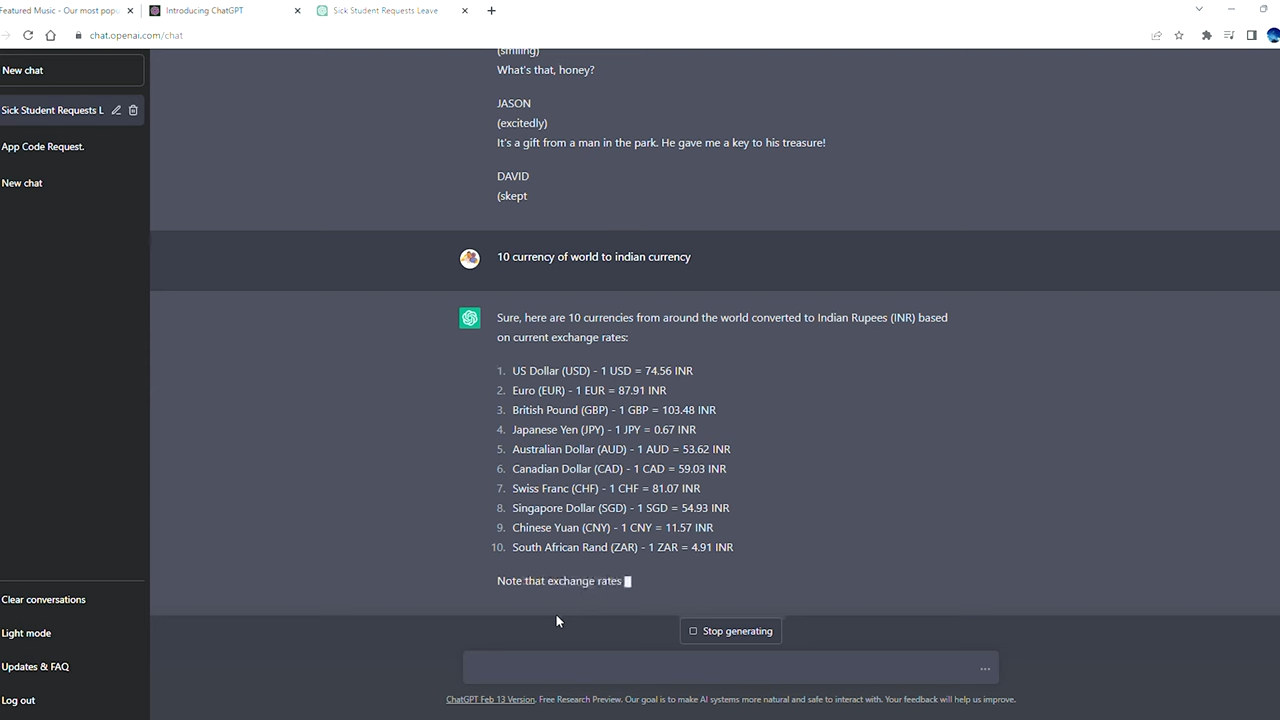 Featured Music - Our most popu
Introducing ChatGPT
Sick Student Requests Leave
chat.openai.com/chat
New chat
Sick Student Requests L
App Code Request.
New chat
(smiling)
What's that, honey?
JASON
(excitedly)
It's a gift from a man in the park. He gave me a key to his treasure!
DAVID
(skept
10 currency of world to indian currency
Sure, here are 10 currencies from around the world converted to Indian Rupees (INR) based
on current exchange rates:
1. US Dollar (USD) - 1 USD = 74.56 INR
2. Euro (EUR) - 1 EUR = 87.91 INR
3. British Pound (GBP) - 1 GBP = 103.48 INR
4. Japanese Yen (JPY) - 1 JPY = 0.67 INR
5. Australian Dollar (AUD) - 1 AUD = 53.62 INR
6. Canadian Dollar (CAD) - 1 CAD = 59.03 INR
7. Swiss Franc (CHF) - 1 CHF = 81.07 INR
8. Singapore Dollar (SGD) - 1 SGD = 54.93 INR
9. Chinese Yuan (CNY) - 1 CNY = 11.57 INR
10. South African Rand (ZAR) - 1 ZAR = 4.91 INR
Note that exchange rates
Stop generating
Clear conversations
Light mode
Updates & FAQ
Log out
ChatGPT Feb 13 Version. Free Research Preview. Our goal is to make AI systems more natural and safe to interact with. Your feedback will help us improve.